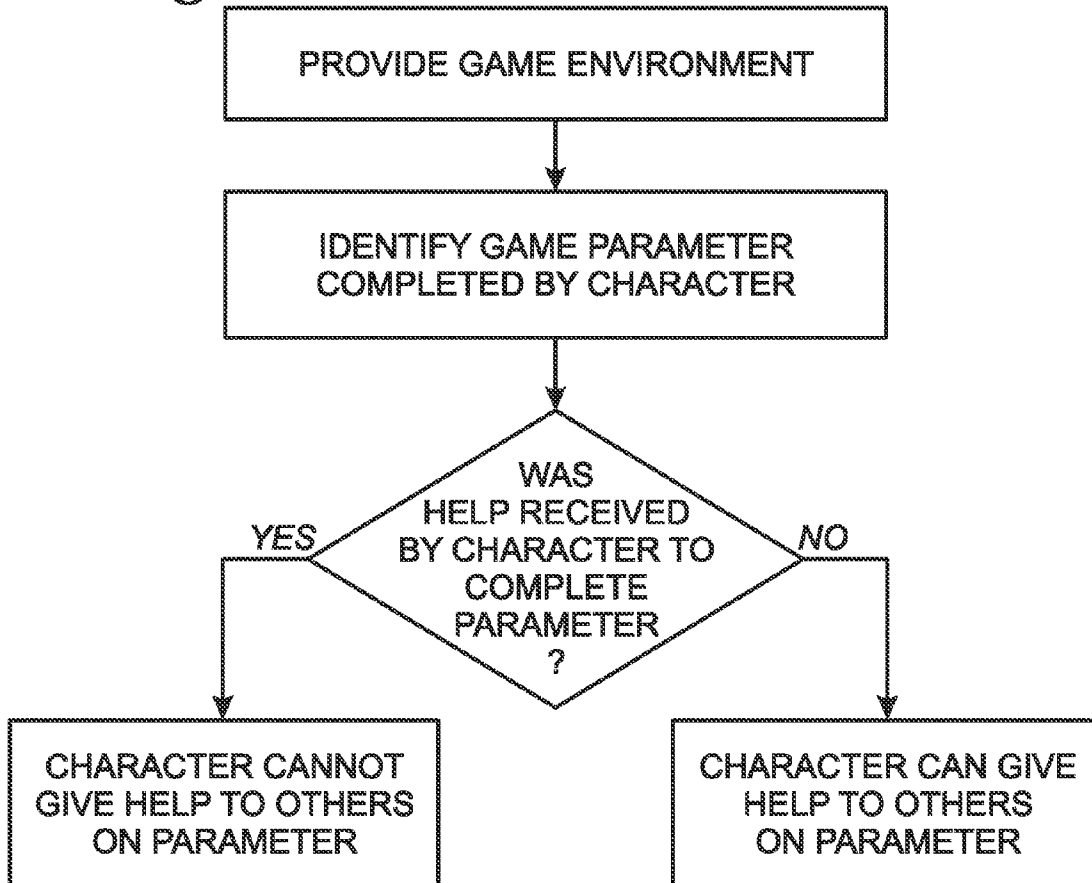 PROVIDE GAME ENVIRONMENT
IDENTIFY GAME PARAMETER
COMPLETED BY CHARACTER
WAS
HELP RECEIVED
BY CHARACTER TO
COMPLETE
PARAMETER
?
YES
NO
CHARACTER CANNOT
GIVE HELP TO OTHERS
ON PARAMETER
CHARACTER CAN GIVE
HELP TO OTHERS
ON PARAMETER